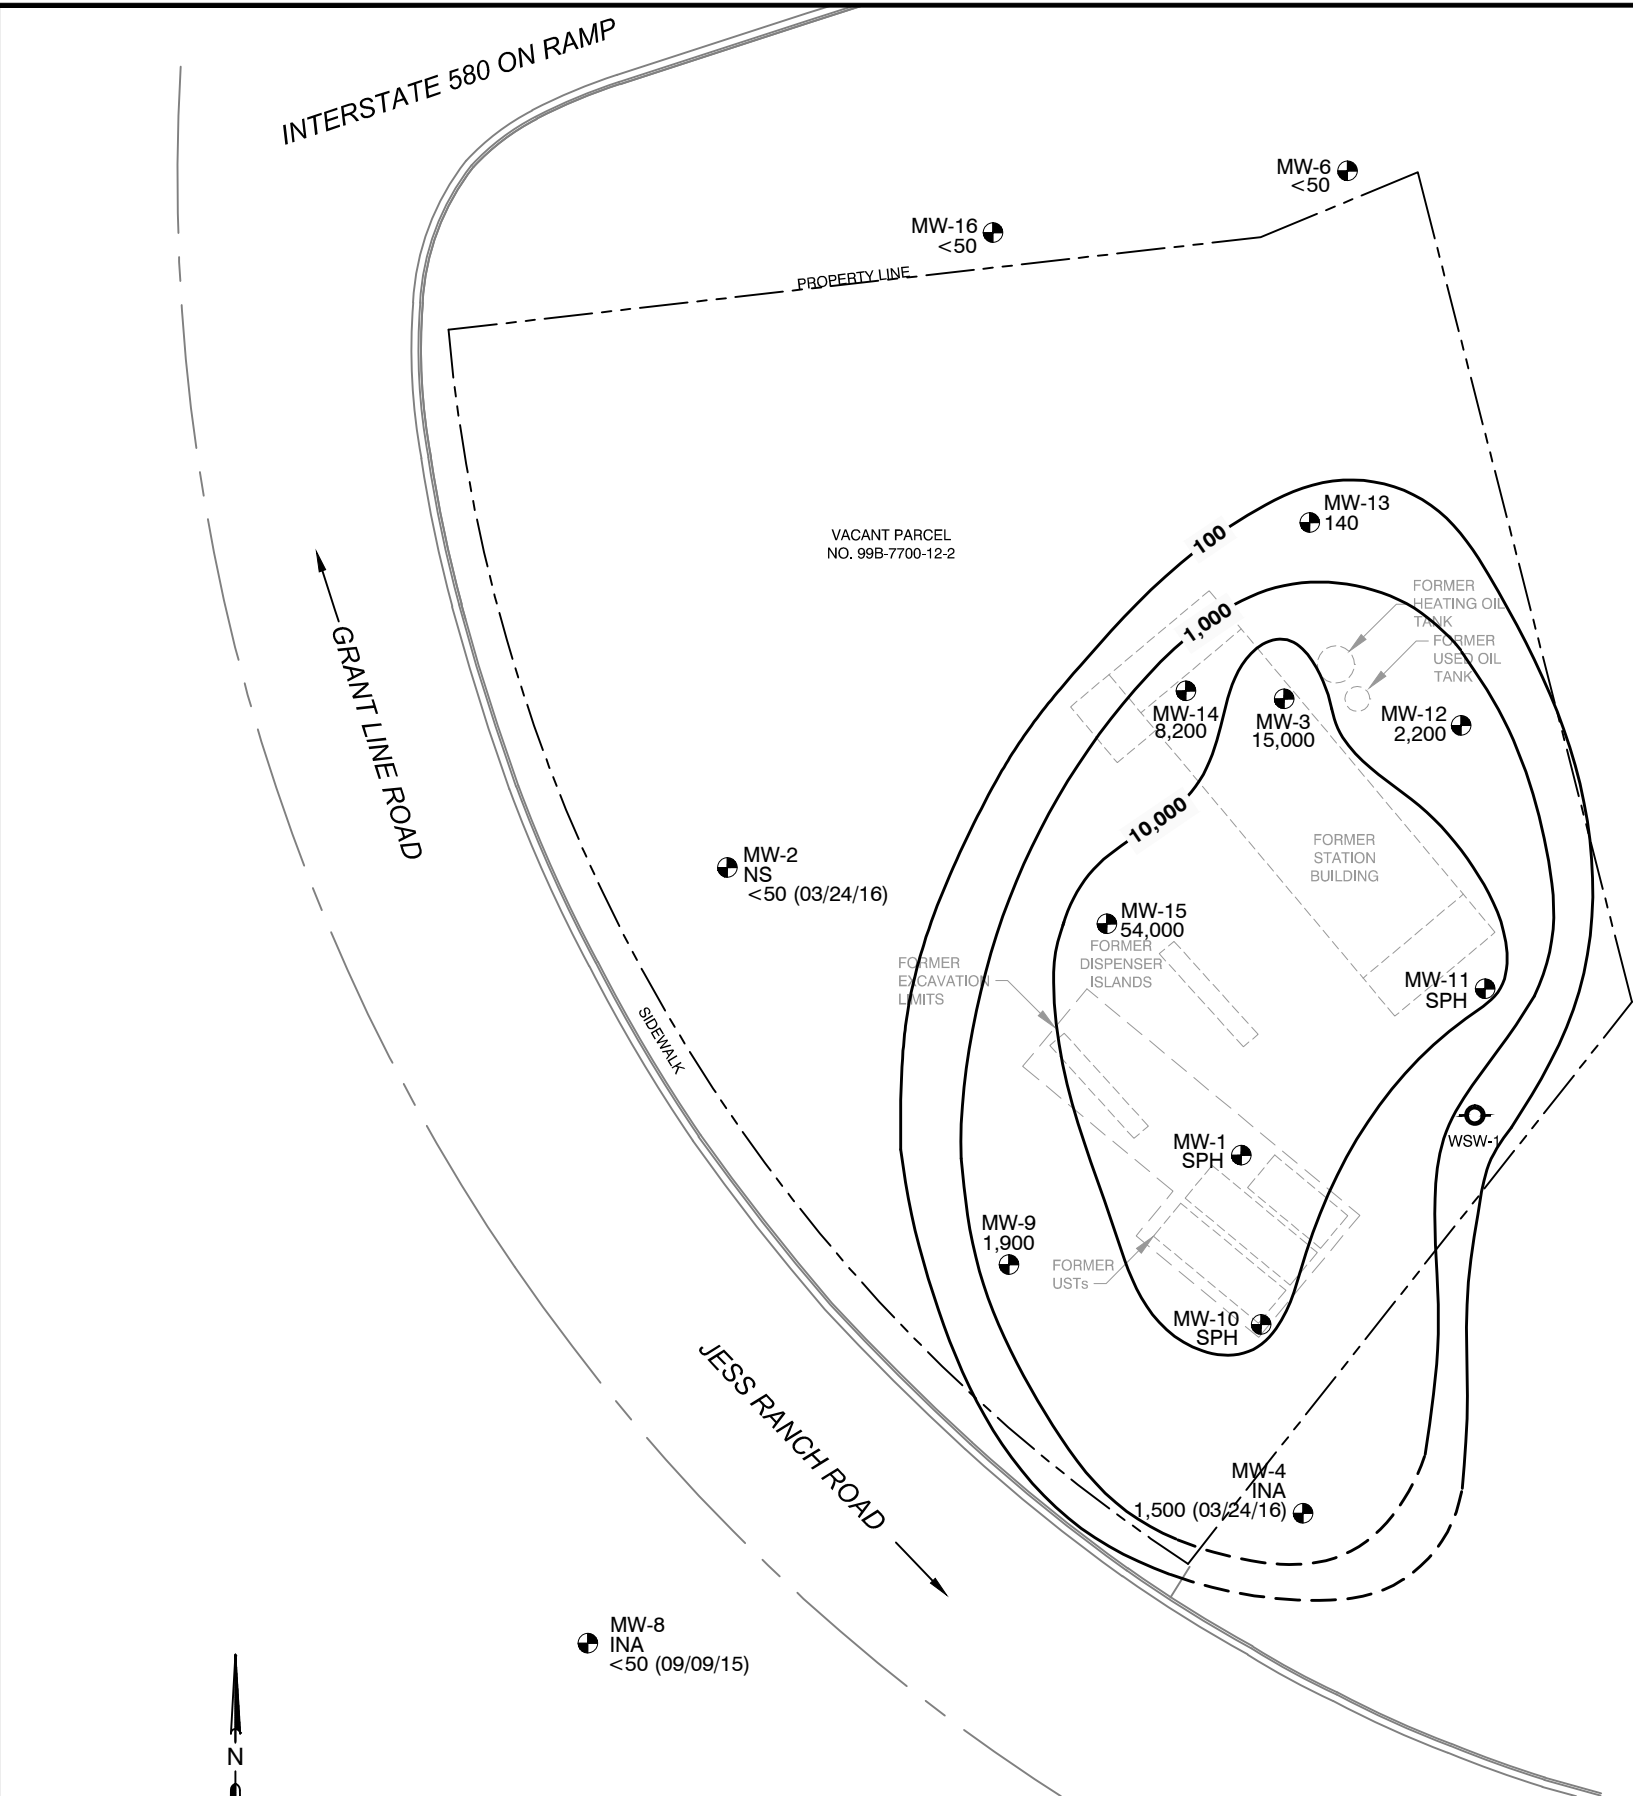 INTERSTATE 580 ON RAMP
MW-6
<50
MW-16
<50
PROPERTY LINE
MW-13
140
100
VACANT PARCEL
NO. 99B-7700-12-2
FORMER
HEATING OIL
TANK
1,000
FORMER
USED OIL
TANK
GRANT LINE ROAD
MW-14
8,200
MW-3
15,000
MW-12
2,200
10,000
FORMER
STATION
BUILDING
MW-2
NS
<50 (03/24/16)
MW-15
54,000
FORMER
DISPENSER
ISLANDS
FORMER
EXCAVATION
LIMITS
MW-11
SPH
SIDEWALK
WSW-1
MW-1
SPH
MW-9
1,900
FORMER
USTs
MW-10
SPH
JESS RANCH ROAD
MW-4
INA
1,500 (03/24/16)
MW-8
INA
<50 (09/09/15)
N